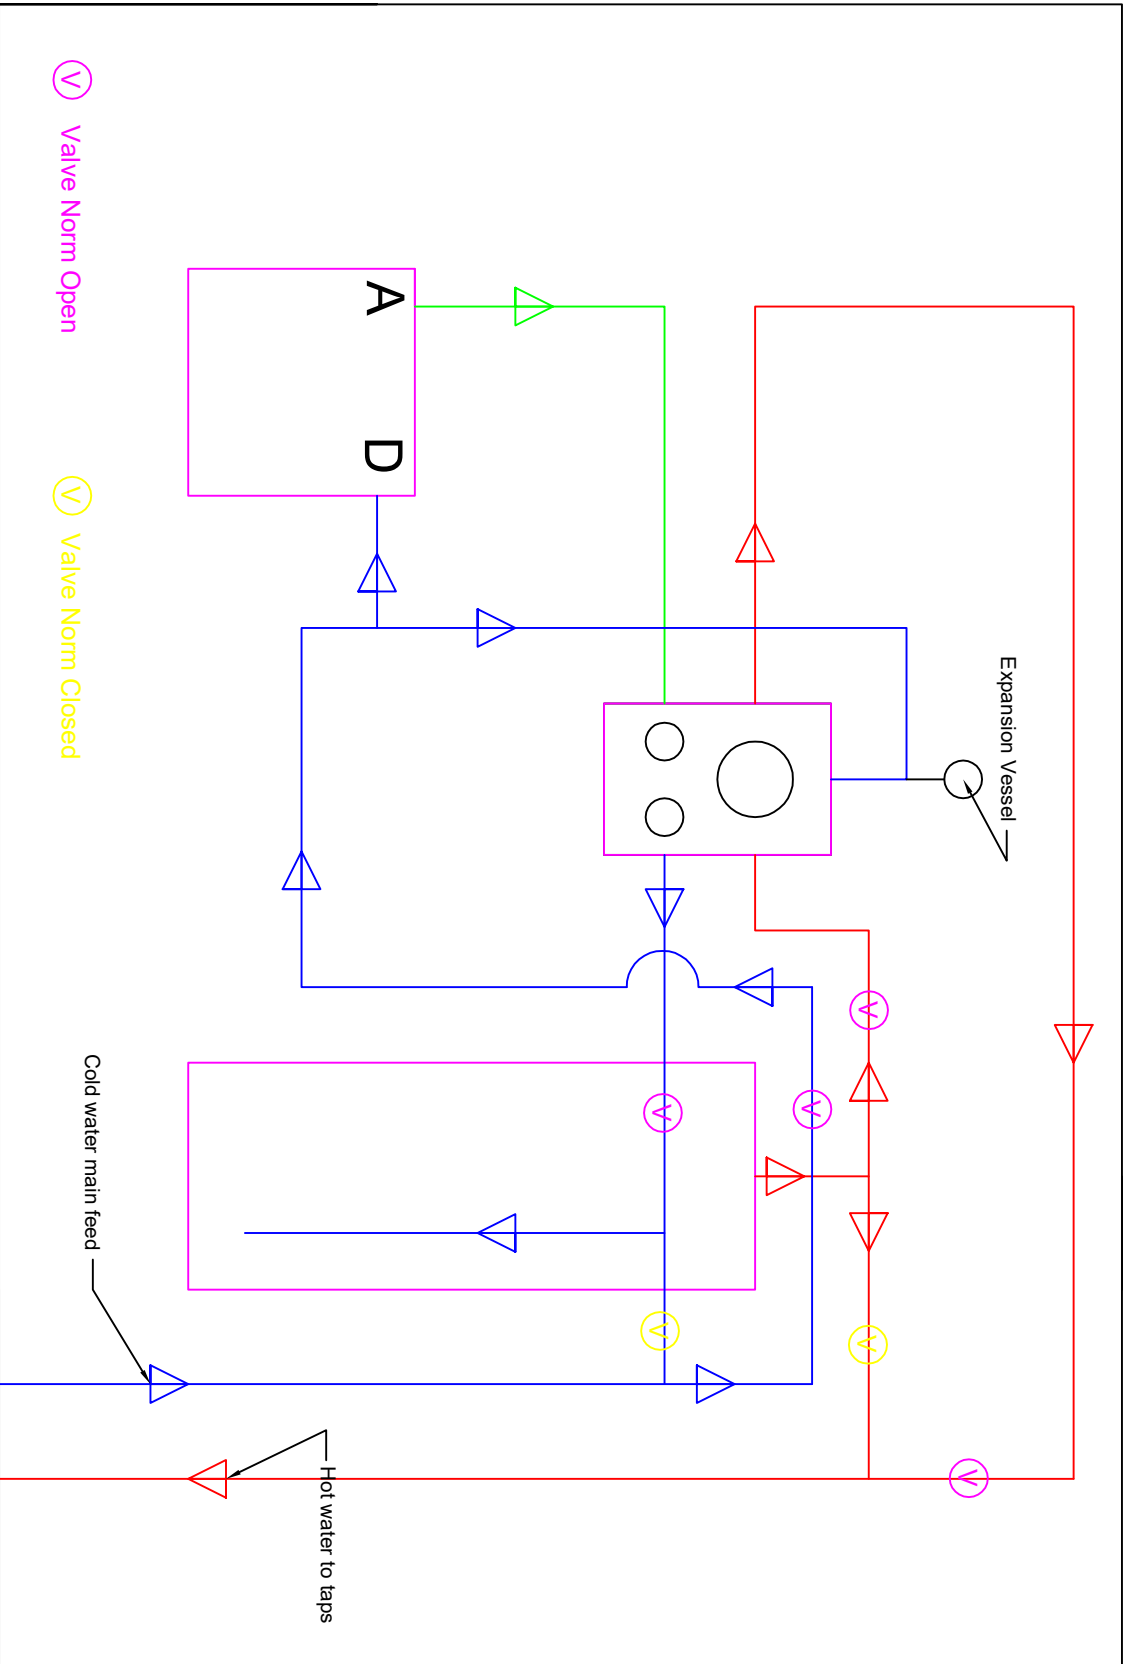 Expansion Vessel
V
V
V
V
V
V
A D
Hot water to taps
Cold water main feed
V Valve Norm Open
V Valve Norm Closed